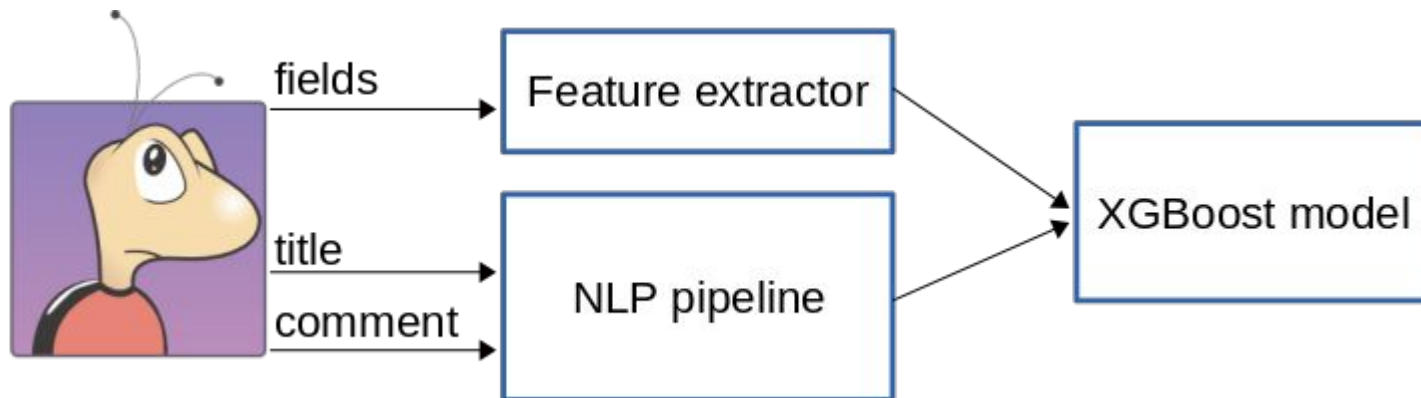 fields
Feature extractor
XGBoost model
title
NLP pipeline
comment